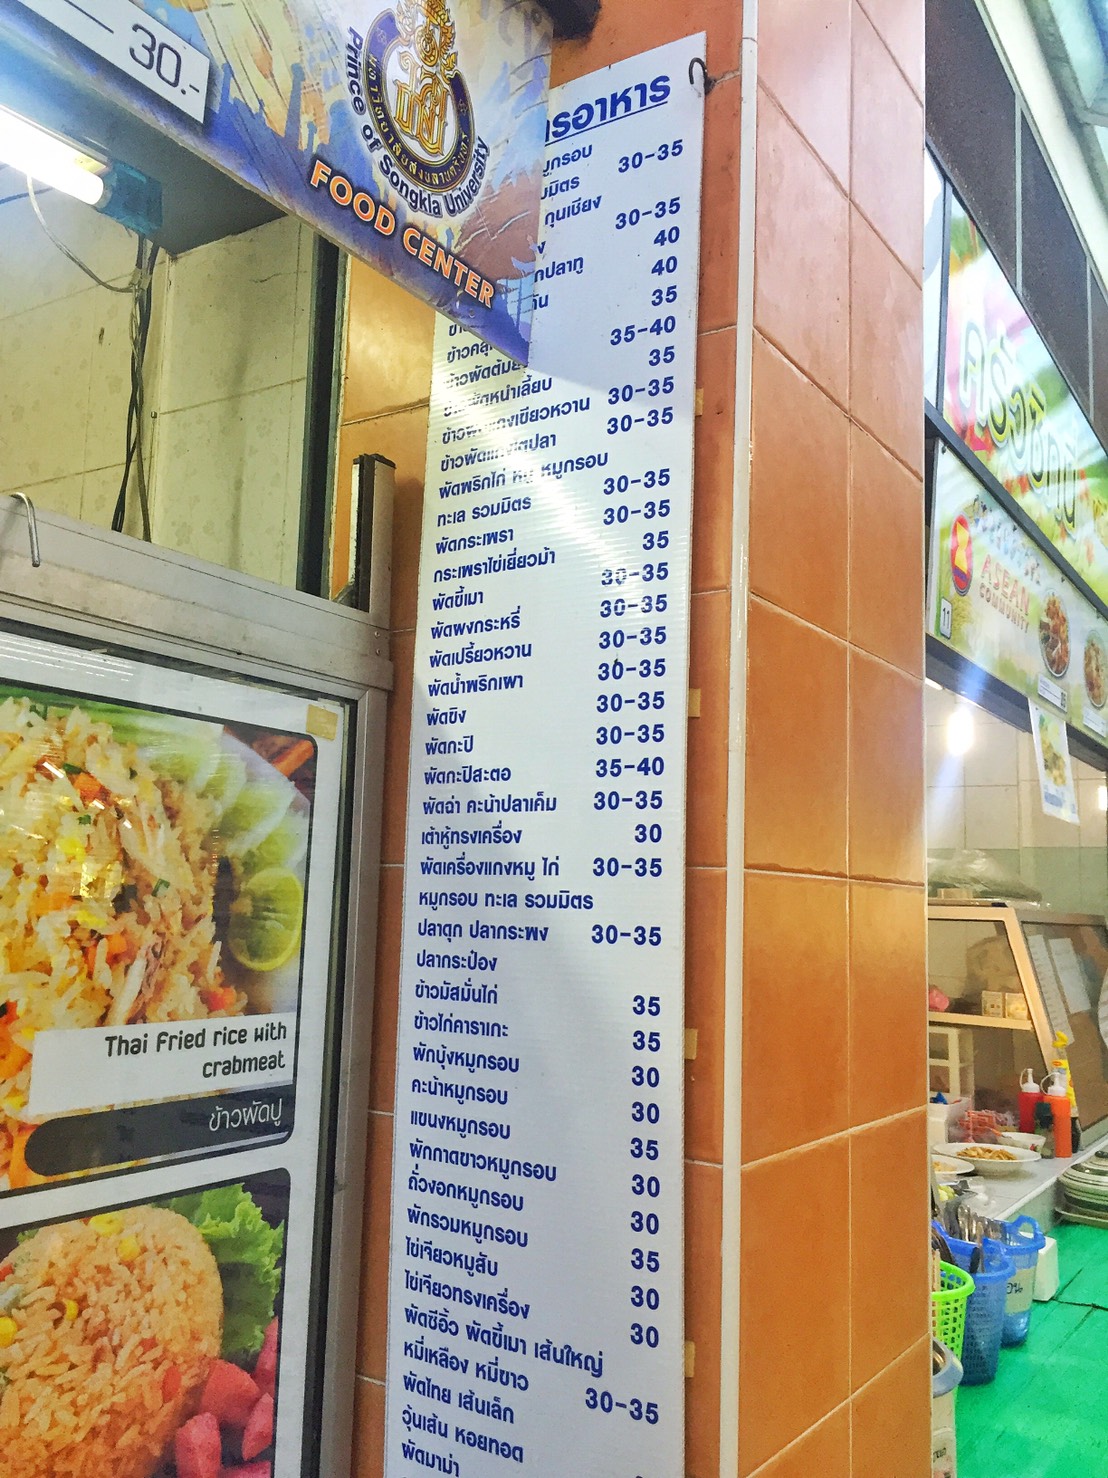 30.-
Prince of Songkla University
มหาวิทยาลัยสงขลานครินทร์
FOOD CENTER
รอาหาร
มูกรอบ 30-35
มมิตร
กุนเชียง 30-35
40
กปลาทู 40
35
35-40
ข้าวผัดต้มย 35
หนำเลี้ยบ 30-35
ข้าวผัดแกงเขียวหวาน 30-35
ข้าวผัดแกงไตปลา
ผัดพริกไก่ หมู หมูกรอบ 30-35
ทะเล รวมมิตร 30-35
ผัดกระเพรา 35
กระเพราไข่เยี่ยวม้า 30-35
ผัดขี้เมา 30-35
ผัดผงกระหรี่ 30-35
ผัดเปรี้ยวหวาน 30-35
ผัดน้ำพริกเผา 30-35
ผัดขิง 30-35
ผัดกะปิ 35-40
ผัดกะปิสะตอ
ผัดฉ่า คะน้าปลาเค็ม 30-35
เต้าหู้ทรงเครื่อง 30
ผัดเครื่องแกงหมู ไก่ 30-35
หมูกรอบ ทะเล รวมมิตร
ปลาดุก ปลากระพง 30-35
ปลากระป๋อง
ข้าวมัสมั่นไก่ 35
ข้าวไก่คาราเกะ 35
ผักบุ้งหมูกรอบ 30
คะน้าหมูกรอบ 30
แขนงหมูกรอบ 35
ผักกาดขาวหมูกรอบ 30
ถั่วงอกหมูกรอบ 30
ผักรวมหมูกรอบ 35
ไข่เจียวหมูสับ 30
ไข่เจียวทรงเครื่อง 30
ผัดซีอิ้ว ผัดขี้เมา เส้นใหญ่
หมี่เหลือง หมี่ขาว 30-35
ผัดไทย เส้นเล็ก
วุ้นเส้น หอยทอด
ผัดมาม่า
Thai Fried rice with
crabmeat
ข้าวผัดปู
ASEAN
COMMUNITY
11